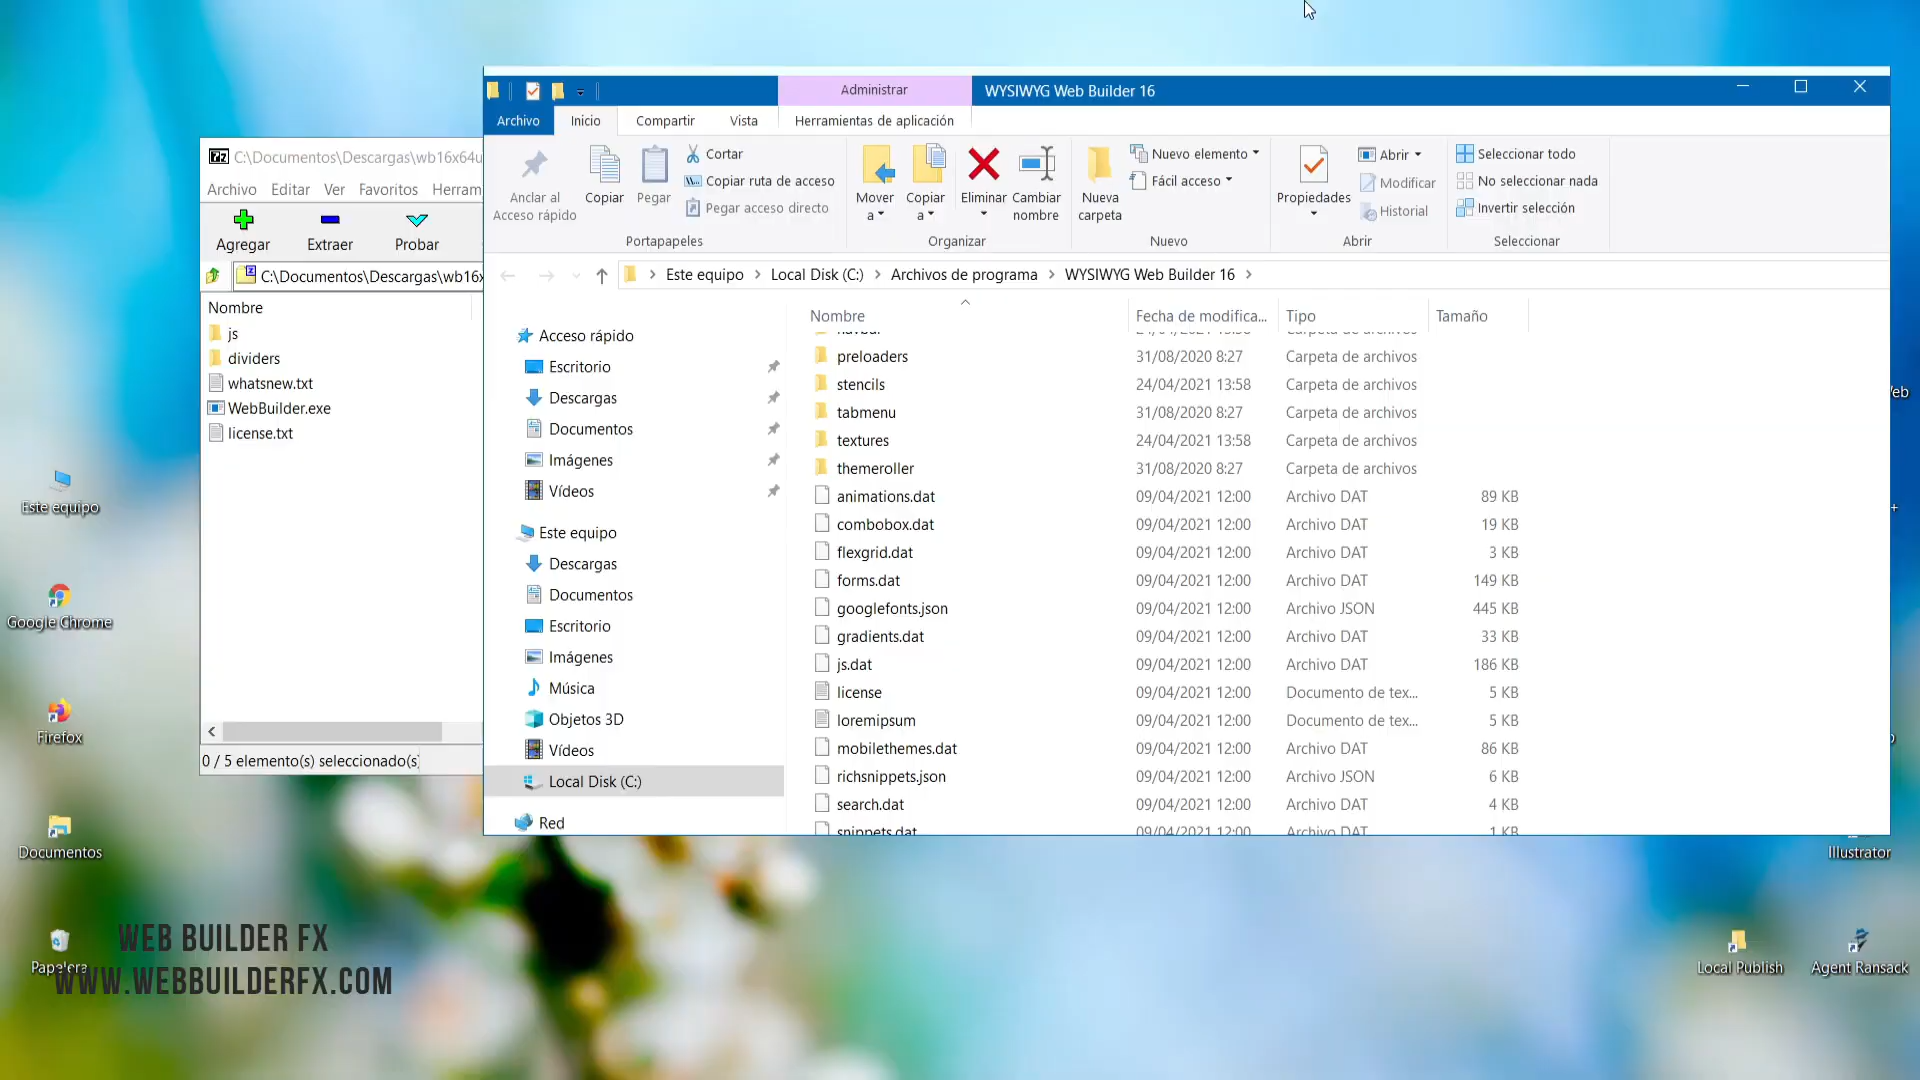 Administrar
WYSIWYG Web Builder 16
Archivo
Inicio
Compartir
Vista
Herramientas de aplicación
Anclar al
Acceso rápido
Copiar
Pegar
Cortar
Copiar ruta de acceso
Pegar acceso directo
Portapapeles
Mover
a
Copiar
a
Eliminar
Cambiar
nombre
Organizar
Nueva
carpeta
Nuevo elemento
Fácil acceso
Nuevo
Propiedades
Abrir
Modificar
Historial
Abrir
Seleccionar todo
No seleccionar nada
Invertir selección
Seleccionar
Este equipo > Local Disk (C:) > Archivos de programa > WYSIWYG Web Builder 16 >
Acceso rápido
Escritorio
Descargas
Documentos
Imágenes
Vídeos
Este equipo
Descargas
Documentos
Escritorio
Imágenes
Música
Objetos 3D
Vídeos
Local Disk (C:)
Red
Nombre Fecha de modifica... Tipo Tamaño
preloaders 31/08/2020 8:27 Carpeta de archivos
stencils 24/04/2021 13:58 Carpeta de archivos
tabmenu 31/08/2020 8:27 Carpeta de archivos
textures 24/04/2021 13:58 Carpeta de archivos
themeroller 31/08/2020 8:27 Carpeta de archivos
animations.dat 09/04/2021 12:00 Archivo DAT 89 KB
combobox.dat 09/04/2021 12:00 Archivo DAT 19 KB
flexgrid.dat 09/04/2021 12:00 Archivo DAT 3 KB
forms.dat 09/04/2021 12:00 Archivo DAT 149 KB
googlefonts.json 09/04/2021 12:00 Archivo JSON 445 KB
gradients.dat 09/04/2021 12:00 Archivo DAT 33 KB
js.dat 09/04/2021 12:00 Archivo DAT 186 KB
license 09/04/2021 12:00 Documento de tex... 5 KB
loremipsum 09/04/2021 12:00 Documento de tex... 5 KB
mobilethemes.dat 09/04/2021 12:00 Archivo DAT 86 KB
richsnippets.json 09/04/2021 12:00 Archivo JSON 6 KB
search.dat 09/04/2021 12:00 Archivo DAT 4 KB
snippets.dat 09/04/2021 12:00 Archivo DAT 1 KB
7z C:\Documentos\Descargas\wb16x64u
Archivo Editar Ver Favoritos Herram
Agregar Extraer Probar
C:\Documentos\Descargas\wb16x
Nombre
js
dividers
whatsnew.txt
WebBuilder.exe
license.txt
0 / 5 elemento(s) seleccionado(s)
Este equipo
Google Chrome
Firefox
Documentos
Papelera
WEB BUILDER FX
WWW.WEBBUILDERFX.COM
Illustrator
Local Publish
Agent Ransack